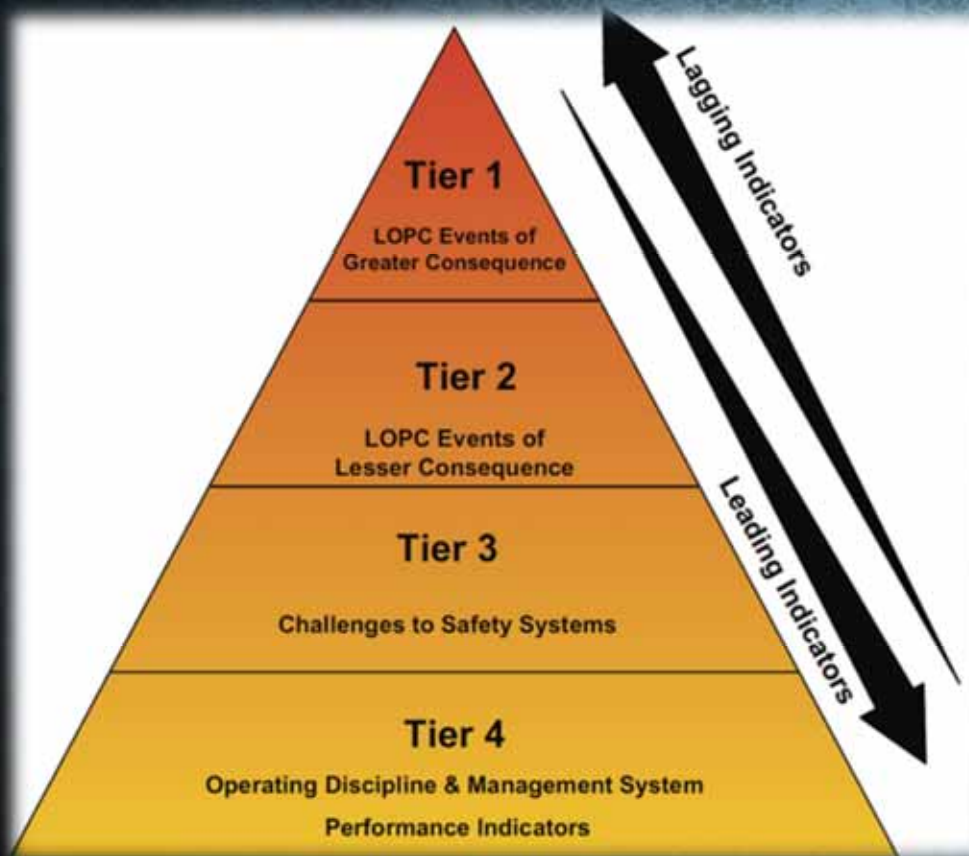 Tier 1
LOPC Events of
Greater Consequence
Tier 2
LOPC Events of
Lesser Consequence
Tier 3
Challenges to Safety Systems
Tier 4
Operating Discipline & Management System
Performance Indicators
Lagging Indicators
Leading Indicators